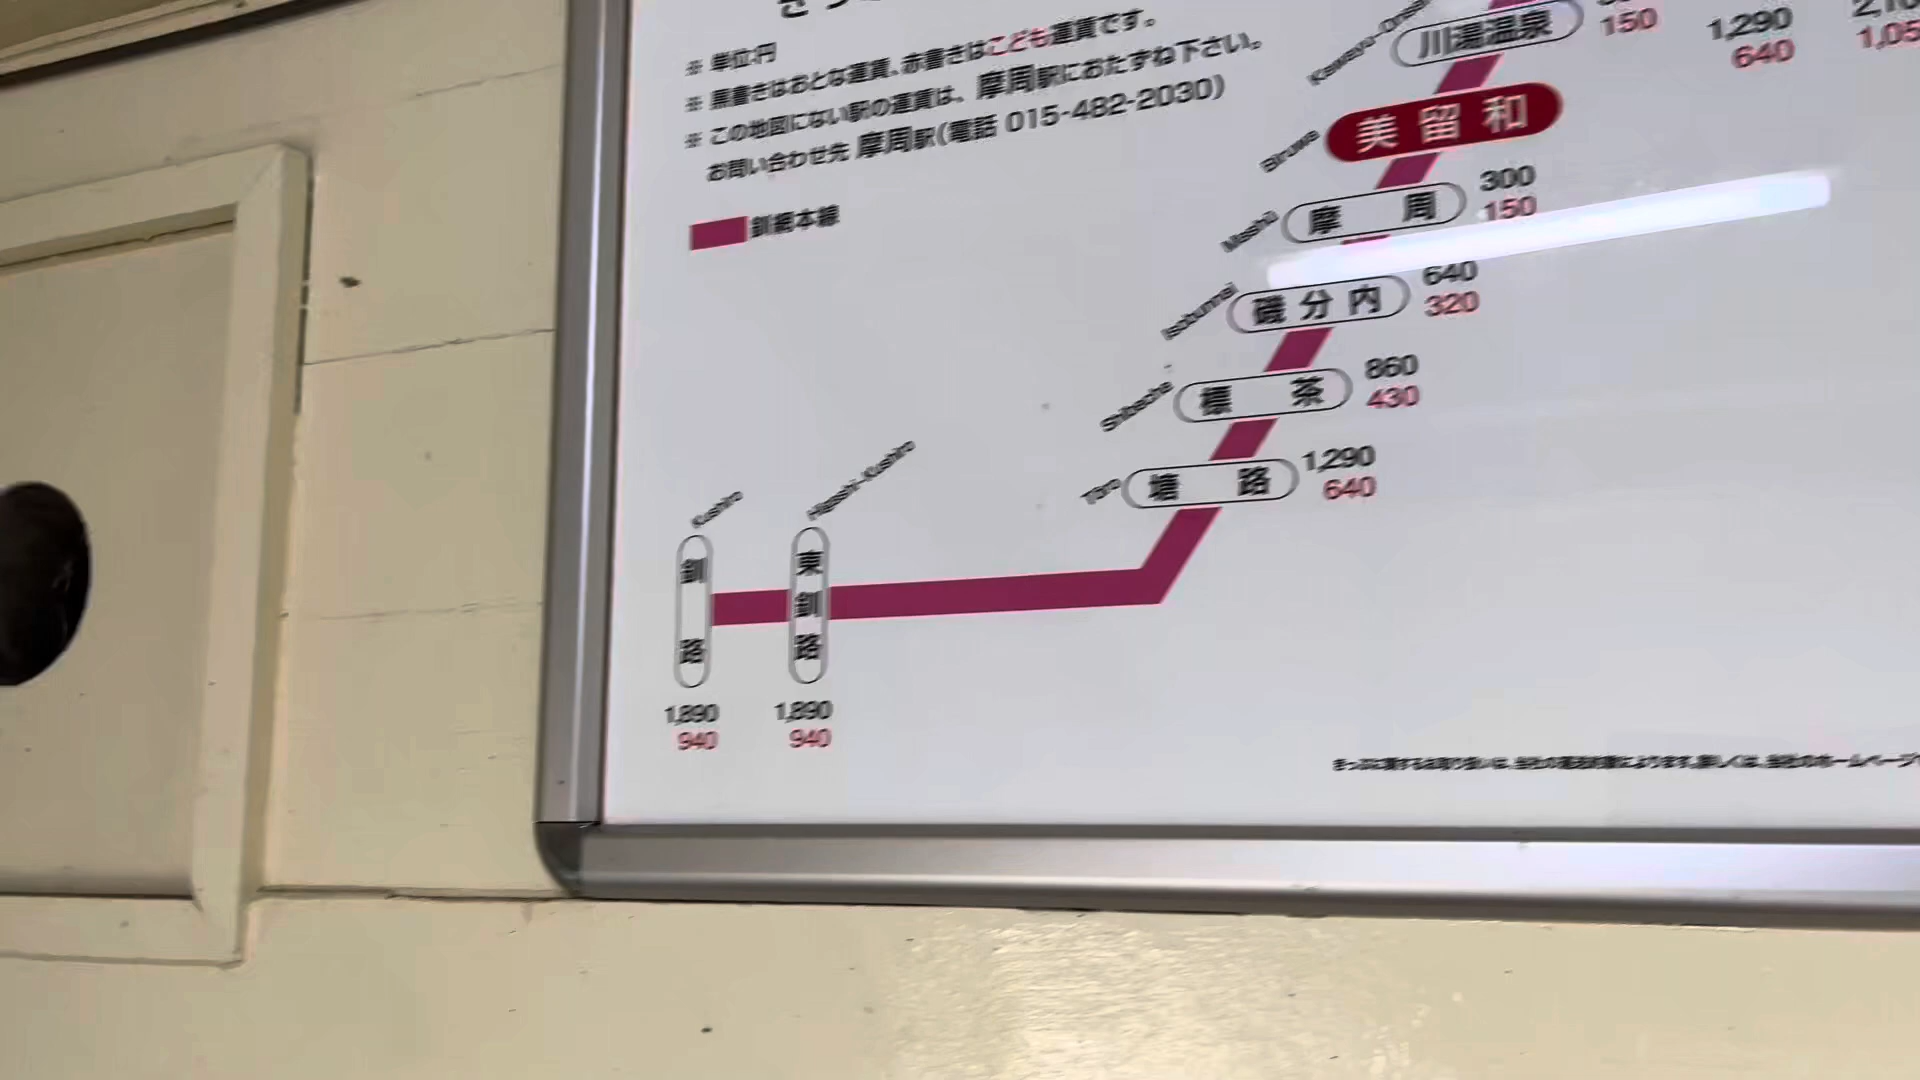 ※ 単位:円
※ 黒書きはおとな運賃、赤書きはこども運賃です。
※ この地図にない駅の運賃は、摩周駅におたずね下さい。
お問い合わせ先 摩周駅(電話 015-482-2030)
釧網本線
Kawayu-Onsen
川湯温泉
150
1,290
640
Biruwa
美留和
Mashu
摩周
300
150
Isobunnai
磯分内
640
320
Shibecha
標茶
860
430
Tōro
塘路
1,290
640
Kushiro
釧路
1,890
940
Higashi-Kushiro
東釧路
1,890
940